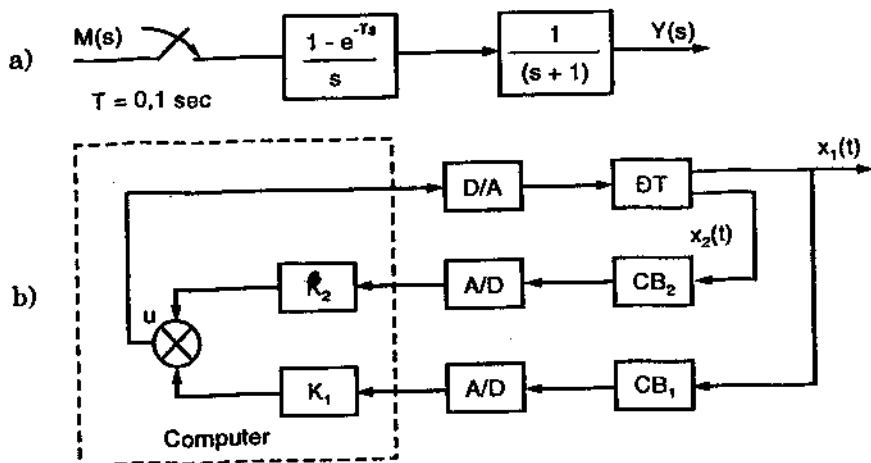 a)
M(s)
T = 0,1 sec
1 - e^-Ts
s
1
(s + 1)
Y(s)
b)
D/A
ĐT
x₁(t)
x₂(t)
K₂
A/D
CB₂
u
K₁
A/D
CB₁
Computer